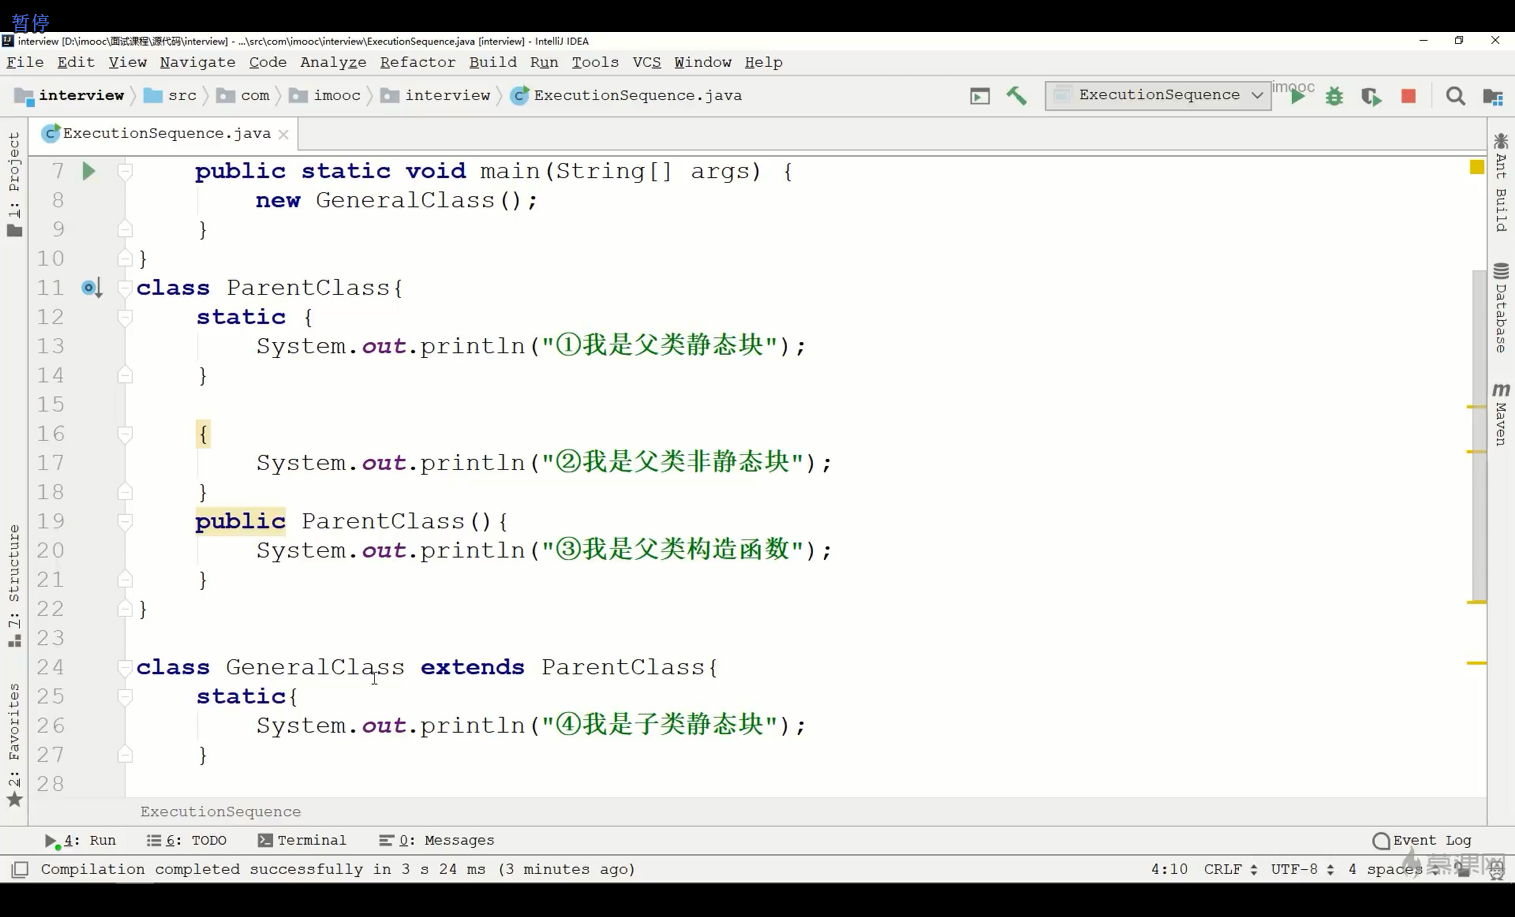 暂停
interview [D:\imooc\面试课程\源代码\interview] - ...\src\com\imooc\interview\ExecutionSequence.java [interview] - IntelliJ IDEA
File Edit View Navigate Code Analyze Refactor Build Run Tools VCS Window Help
interview src com imooc interview ExecutionSequence.java ExecutionSequence imooc
ExecutionSequence.java
1: Project
7: Structure
2: Favorites
7 public static void main(String[] args) {
8 new GeneralClass();
9 }
10 }
11 class ParentClass{
12 static {
13 System.out.println("①我是父类静态块");
14 }
15
16 {
17 System.out.println("②我是父类非静态块");
18 }
19 public ParentClass(){
20 System.out.println("③我是父类构造函数");
21 }
22 }
23
24 class GeneralClass extends ParentClass{
25 static{
26 System.out.println("④我是子类静态块");
27 }
28
Ant Build
Database
Maven
ExecutionSequence
4: Run 6: TODO Terminal 0: Messages Event Log
Compilation completed successfully in 3 s 24 ms (3 minutes ago) 4:10 CRLF UTF-8 4 spaces
慕课网